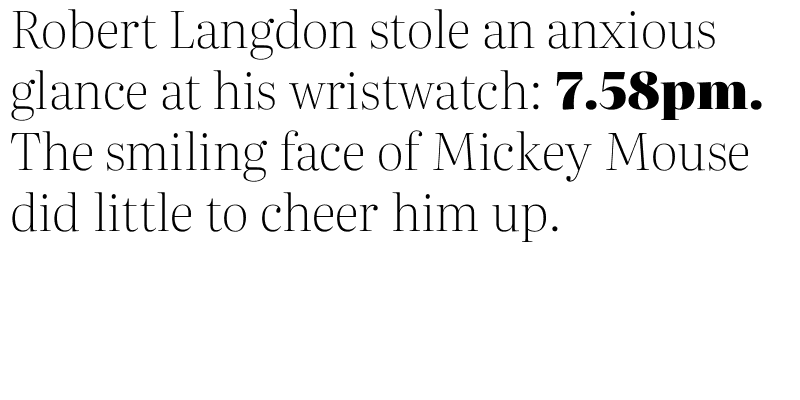 Robert Langdon stole an anxious
glance at his wristwatch: 7.58pm.
The smiling face of Mickey Mouse
did little to cheer him up.